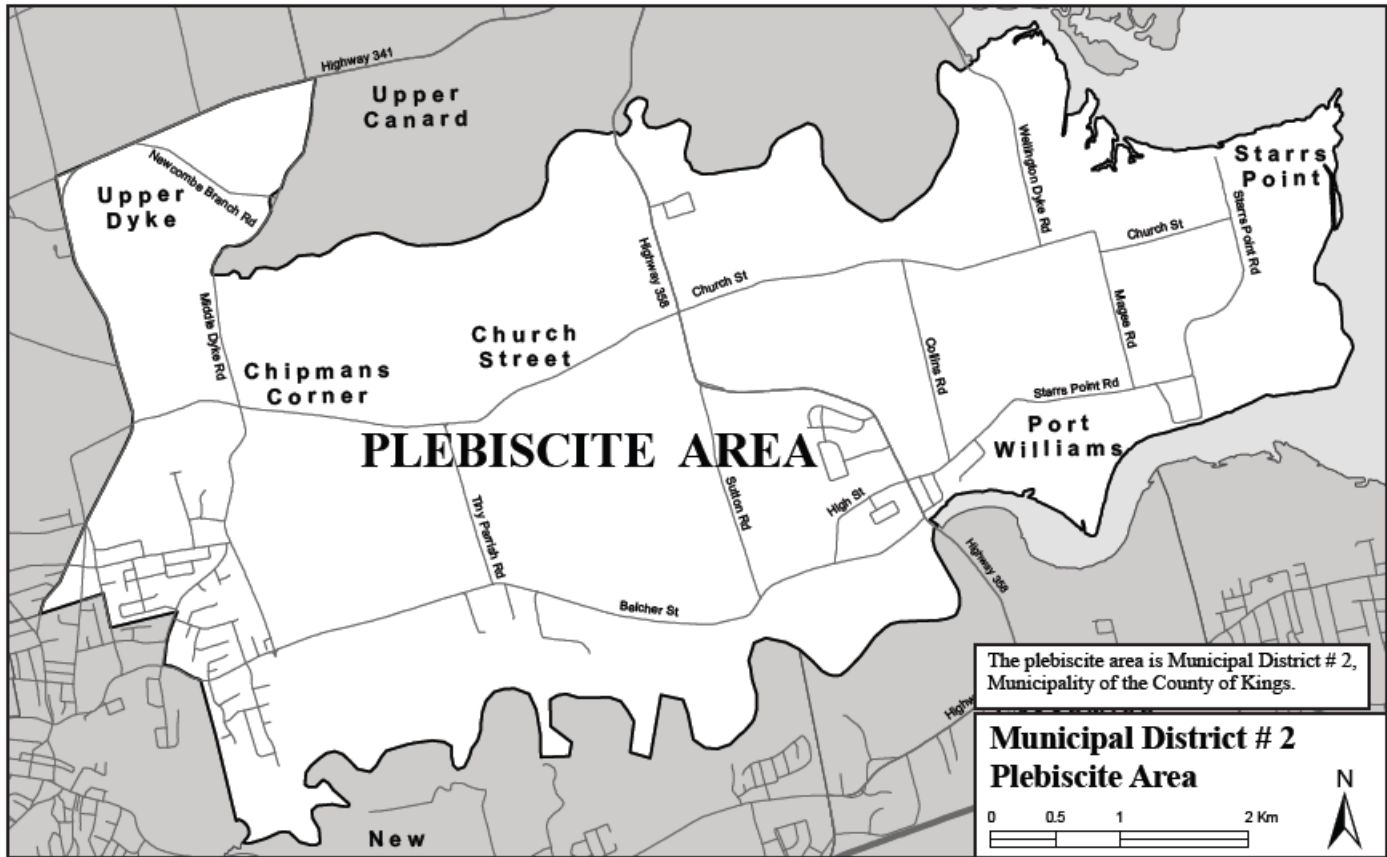 Highway 341
Upper
Canard
Newcombe Branch Rd
Upper
Dyke
Wellington Dyke Rd
Starrs
Point
Starrs Point Rd
Church St
Highway 358
Church St
Middle Dyke Rd
Church
Street
Magee Rd
Collins Rd
Chipmans
Corner
Starrs Point Rd
Port
Williams
PLEBISCITE AREA
Sutton Rd
High St
Tiny Parrish Rd
Highway 358
Belcher St
The plebiscite area is Municipal District # 2,
Municipality of the County of Kings.
Municipal District # 2
Plebiscite Area
N
0 0.5 1 2 Km
New